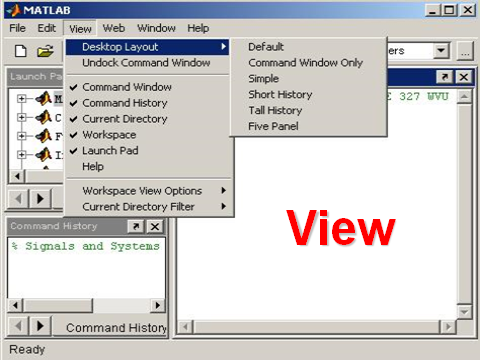 MATLAB
File Edit View Web Window Help
Desktop Layout
Undock Command Window
Command Window
Command History
Current Directory
Workspace
Launch Pad
Help
Workspace View Options
Current Directory Filter
Default
Command Window Only
Simple
Short History
Tall History
Five Panel
ers
...
Launch Pa
M
C
F
I
E 327 WVU
View
Command History
% Signals and Systems
Command History
Ready